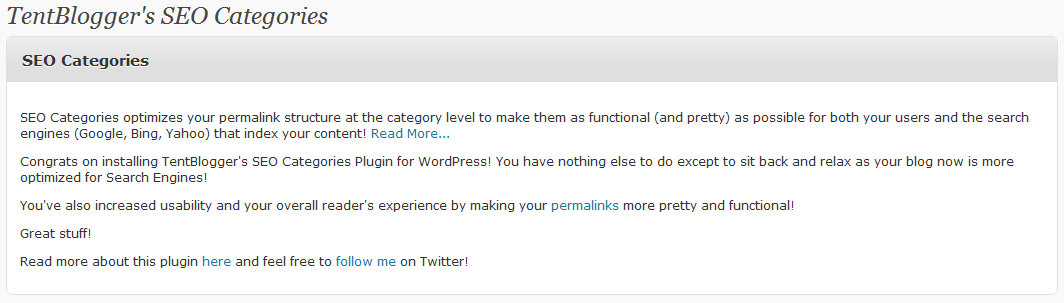 TentBlogger's SEO Categories
SEO Categories
SEO Categories optimizes your permalink structure at the category level to make them as functional (and pretty) as possible for both your users and the search
engines (Google, Bing, Yahoo) that index your content! Read More...
Congrats on installing TentBlogger's SEO Categories Plugin for WordPress! You have nothing else to do except to sit back and relax as your blog now is more
optimized for Search Engines!
You've also increased usability and your overall reader's experience by making your permalinks more pretty and functional!
Great stuff!
Read more about this plugin here and feel free to follow me on Twitter!